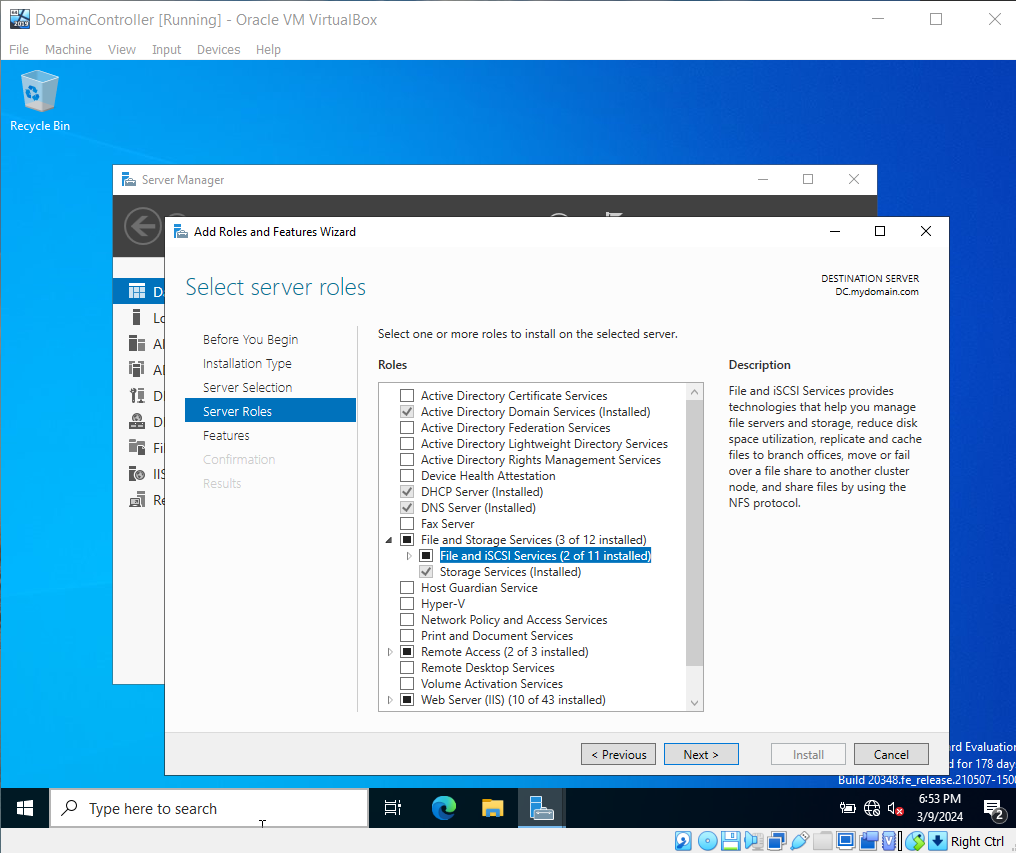 DomainController [Running] - Oracle VM VirtualBox
File Machine View Input Devices Help
Recycle Bin
Server Manager
Add Roles and Features Wizard
Select server roles
DESTINATION SERVER
DC.mydomain.com
Before You Begin
Installation Type
Server Selection
Server Roles
Features
Confirmation
Results
Select one or more roles to install on the selected server.
Roles
Active Directory Certificate Services
Active Directory Domain Services (Installed)
Active Directory Federation Services
Active Directory Lightweight Directory Services
Active Directory Rights Management Services
Device Health Attestation
DHCP Server (Installed)
DNS Server (Installed)
Fax Server
File and Storage Services (3 of 12 installed)
File and iSCSI Services (2 of 11 installed)
Storage Services (Installed)
Host Guardian Service
Hyper-V
Network Policy and Access Services
Print and Document Services
Remote Access (2 of 3 installed)
Remote Desktop Services
Volume Activation Services
Web Server (IIS) (10 of 43 installed)
Description
File and iSCSI Services provides
technologies that help you manage
file servers and storage, reduce disk
space utilization, replicate and cache
files to branch offices, move or fail
over a file share to another cluster
node, and share files by using the
NFS protocol.
< Previous
Next >
Install
Cancel
rd Evaluation
d for 178 day
Build 20348.fe_release.210507-150
Type here to search
6:53 PM
3/9/2024
2
Right Ctrl